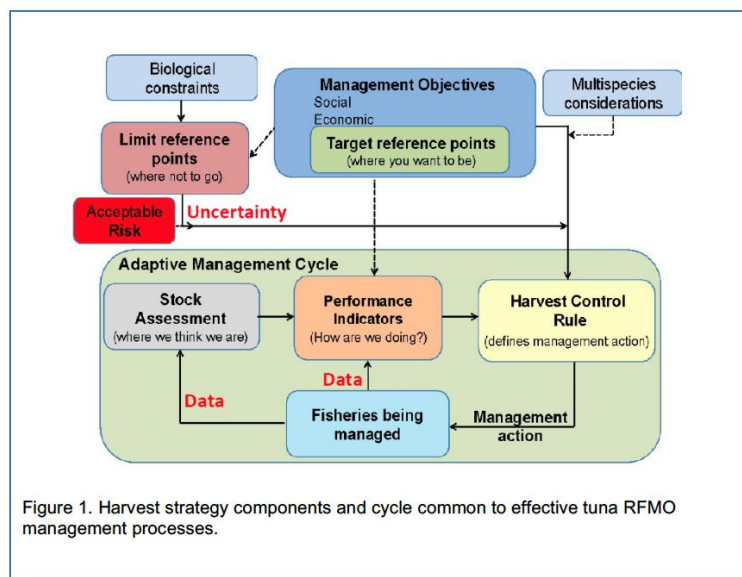 Biological
constraints
Management Objectives
Social
Economic
Target reference points
(where you want to be)
Multispecies
considerations
Limit reference
points
(where not to go)
Acceptable
Risk
Uncertainty
Adaptive Management Cycle
Stock
Assessment
(where we think we are)
Performance
Indicators
(How are we doing?)
Harvest Control
Rule
(defines management action)
Data
Data
Fisheries being
managed
Management
action
Figure 1. Harvest strategy components and cycle common to effective tuna RFMO
management processes.